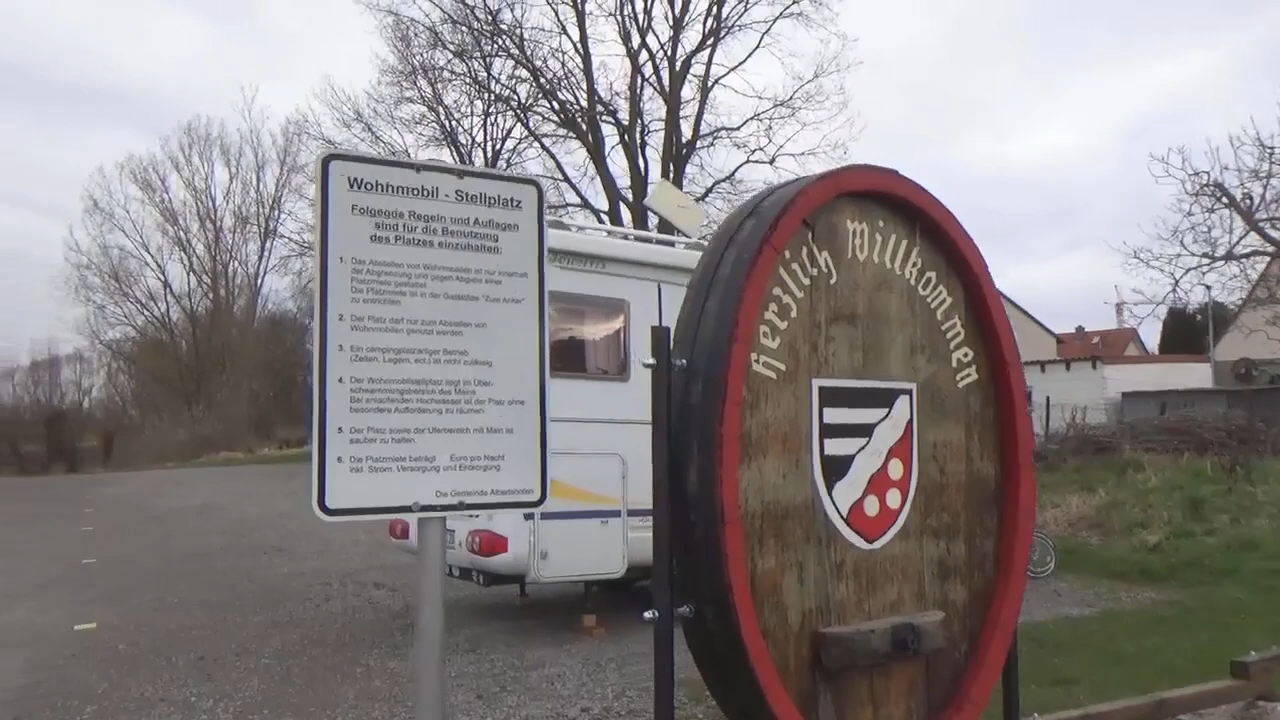 Wohnmobil - Stellplatz
Folgende Regeln und Auflagen
sind für die Benutzung
des Platzes einzuhalten:
1. Das Abstellen von Wohnmobilen ist nur innerhalb
der Abgrenzung und gegen Abgabe einer
Platzmiete gestattet
Die Platzmiete ist in der Gaststätte "Zum Anker"
zu entrichten
2. Der Platz darf nur zum Abstellen von
Wohnmobilen genutzt werden
3. Ein campingplatzartiger Betrieb
(Zelten, Lagern, ect.) ist nicht zulässig
4. Der Wohnmobilstellplatz liegt im Über-
schwemmungsbereich des Mains
Bei anlaufenden Hochwasser ist der Platz ohne
besondere Aufforderung zu räumen
5. Der Platz sowie der Uferbereich mit Main ist
sauber zu halten.
6. Die Platzmiete beträgt Euro pro Nacht
inkl. Strom, Versorgung und Entsorgung
Die Gemeinde Albertshofen
Herzlich Willkommen